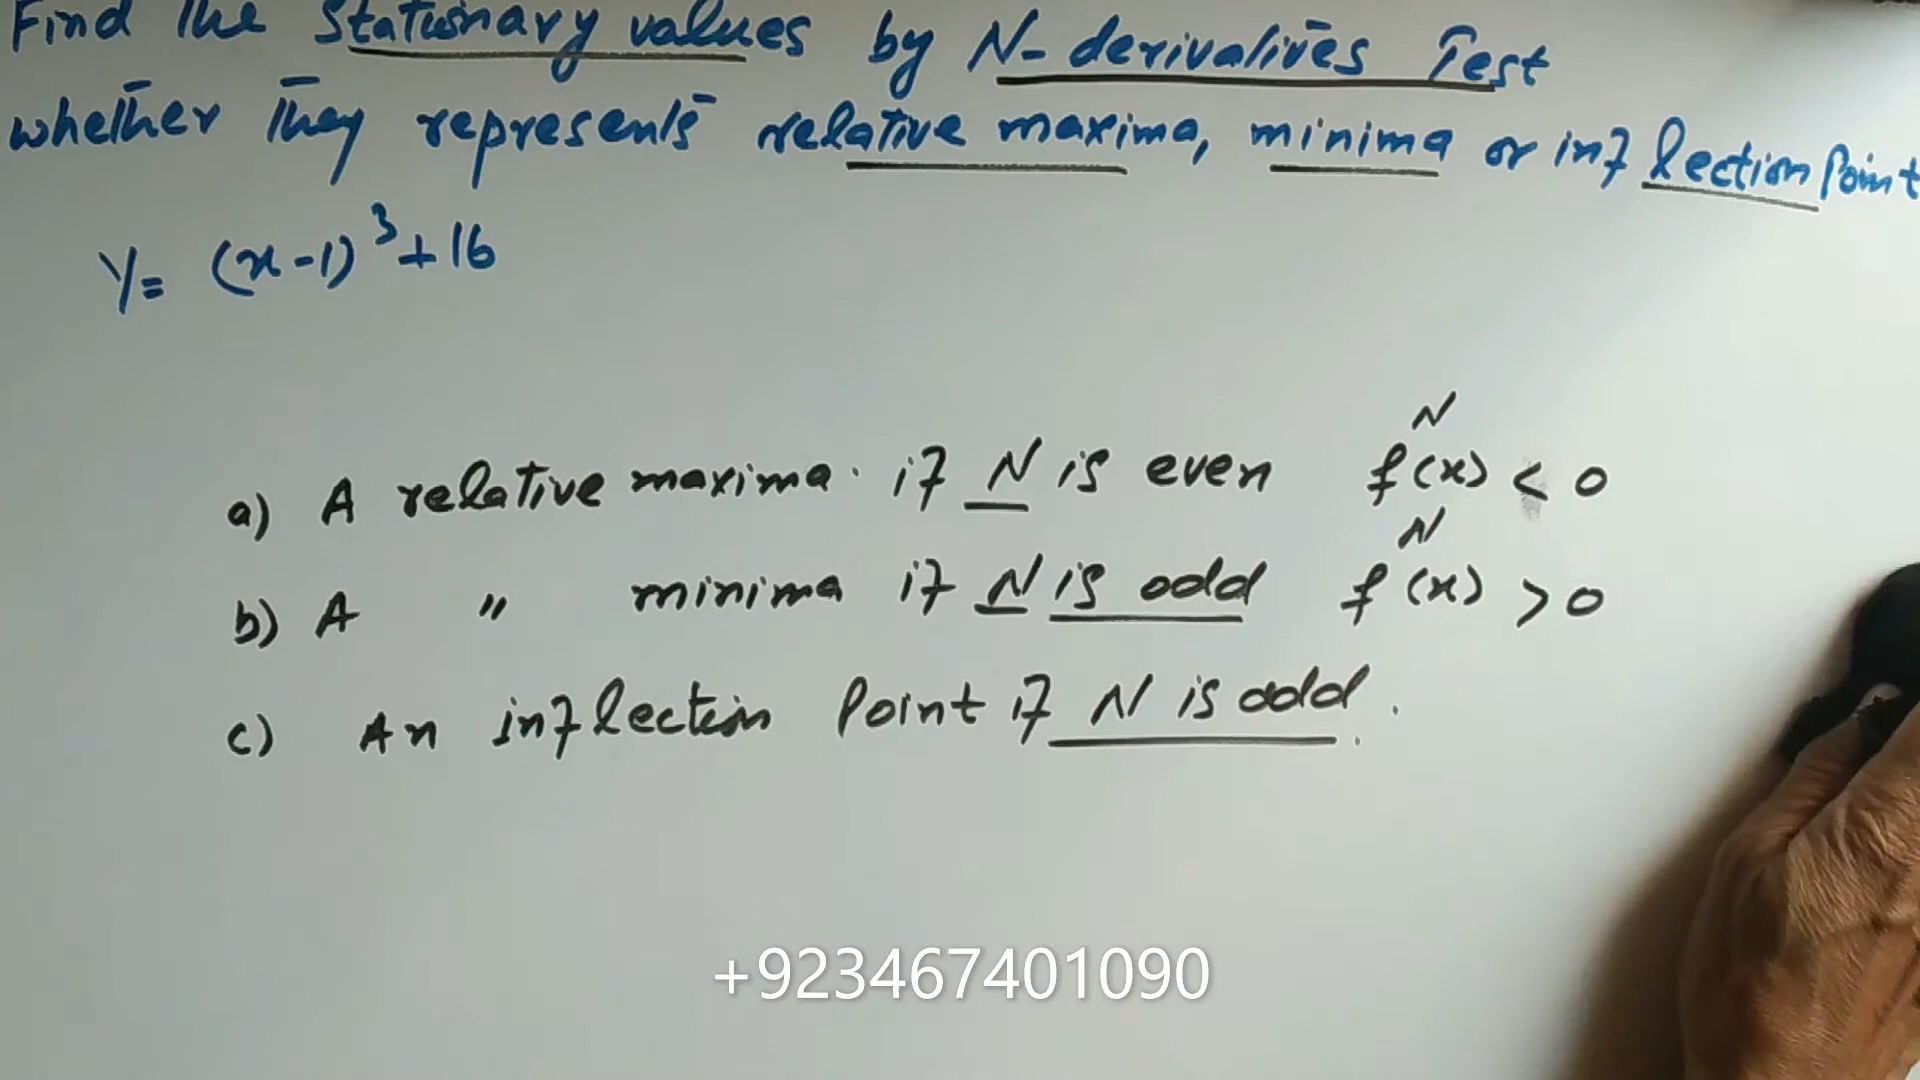 Find the Stationary values by N-derivatives Test
whether they represents relative maxima, minima or inflection Point
Y= (x-1)³+16
a) A relative maxima. if N is even f^N(x) < 0
b) A " minima if N is odd f^N(x) > 0
c) An inflection Point if N is odd.
+923467401090